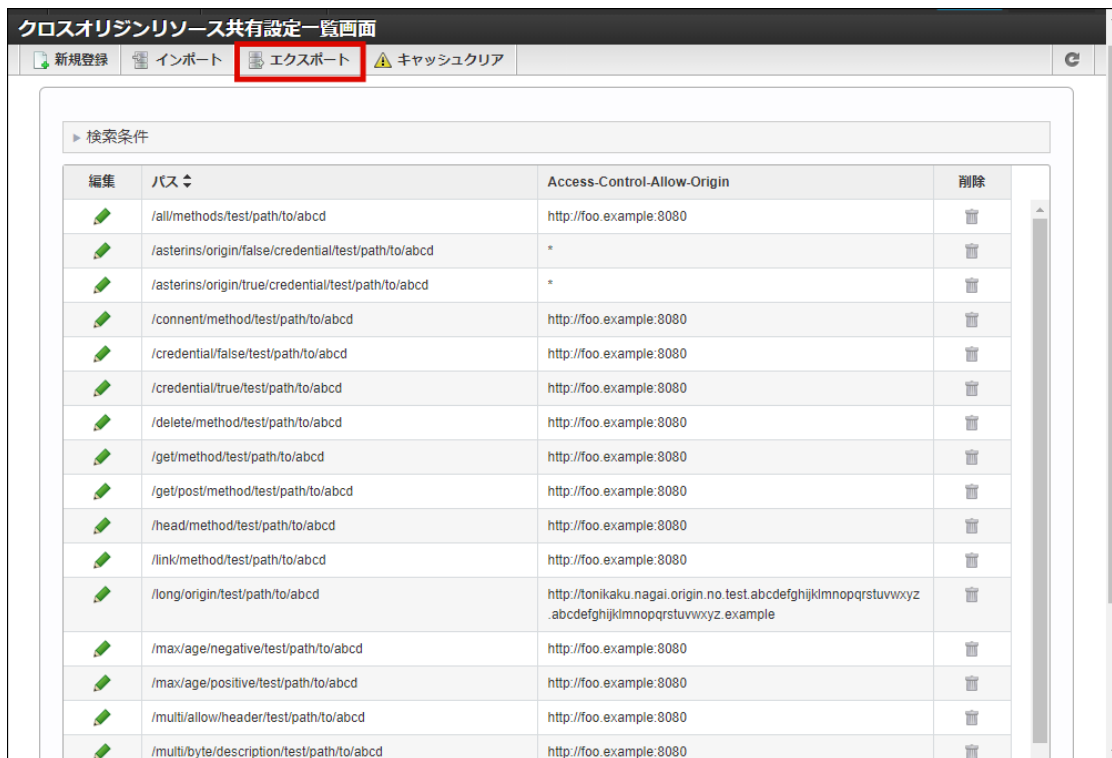 クロスオリジンリソース共有設定一覧画面
新規登録 インポート エクスポート キャッシュクリア
検索条件
編集 パス Access-Control-Allow-Origin 削除
/all/methods/test/path/to/abcd http://foo.example:8080
/asterins/origin/false/credential/test/path/to/abcd *
/asterins/origin/true/credential/test/path/to/abcd *
/connent/method/test/path/to/abcd http://foo.example:8080
/credential/false/test/path/to/abcd http://foo.example:8080
/credential/true/test/path/to/abcd http://foo.example:8080
/delete/method/test/path/to/abcd http://foo.example:8080
/get/method/test/path/to/abcd http://foo.example:8080
/get/post/method/test/path/to/abcd http://foo.example:8080
/head/method/test/path/to/abcd http://foo.example:8080
/link/method/test/path/to/abcd http://foo.example:8080
/long/origin/test/path/to/abcd http://tonikaku.nagai.origin.no.test.abcdefghijklmnopqrstuvwxyz
.abcdefghijklmnopqrstuvwxyz.example
/max/age/negative/test/path/to/abcd http://foo.example:8080
/max/age/positive/test/path/to/abcd http://foo.example:8080
/multi/allow/header/test/path/to/abcd http://foo.example:8080
/multi/byte/description/test/path/to/abcd http://foo.example:8080